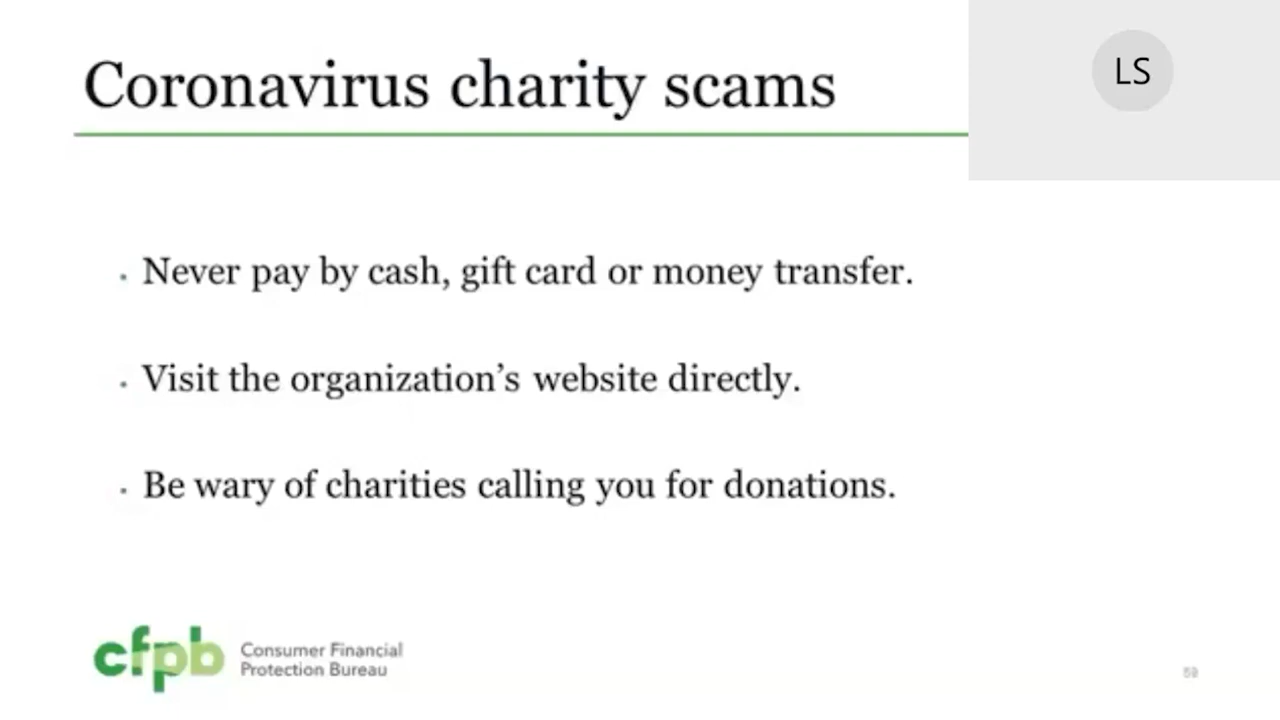 Coronavirus charity scams
LS
Never pay by cash, gift card or money transfer.
Visit the organization’s website directly.
Be wary of charities calling you for donations.
cfpb
Consumer Financial
Protection Bureau